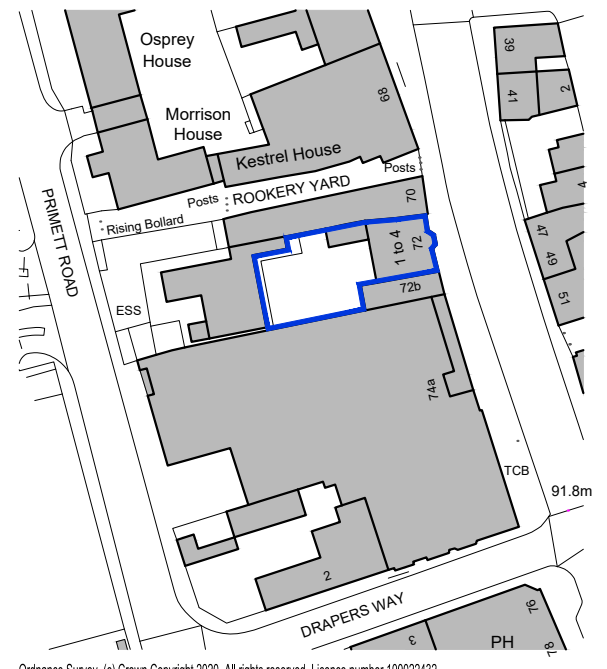 Osprey
House
39
41
2
Morrison
House
68
Kestrel House
Posts
4
ROOKERY YARD
Posts
70
PRIMETT ROAD
Rising Bollard
47
49
1 to 4
72
51
72b
ESS
74a
TCB
91.8m
2
DRAPERS WAY
76
78
3
PH
Ordnance Survey, (c) Crown Copyright 2020. All rights reserved. Licence number 100022432